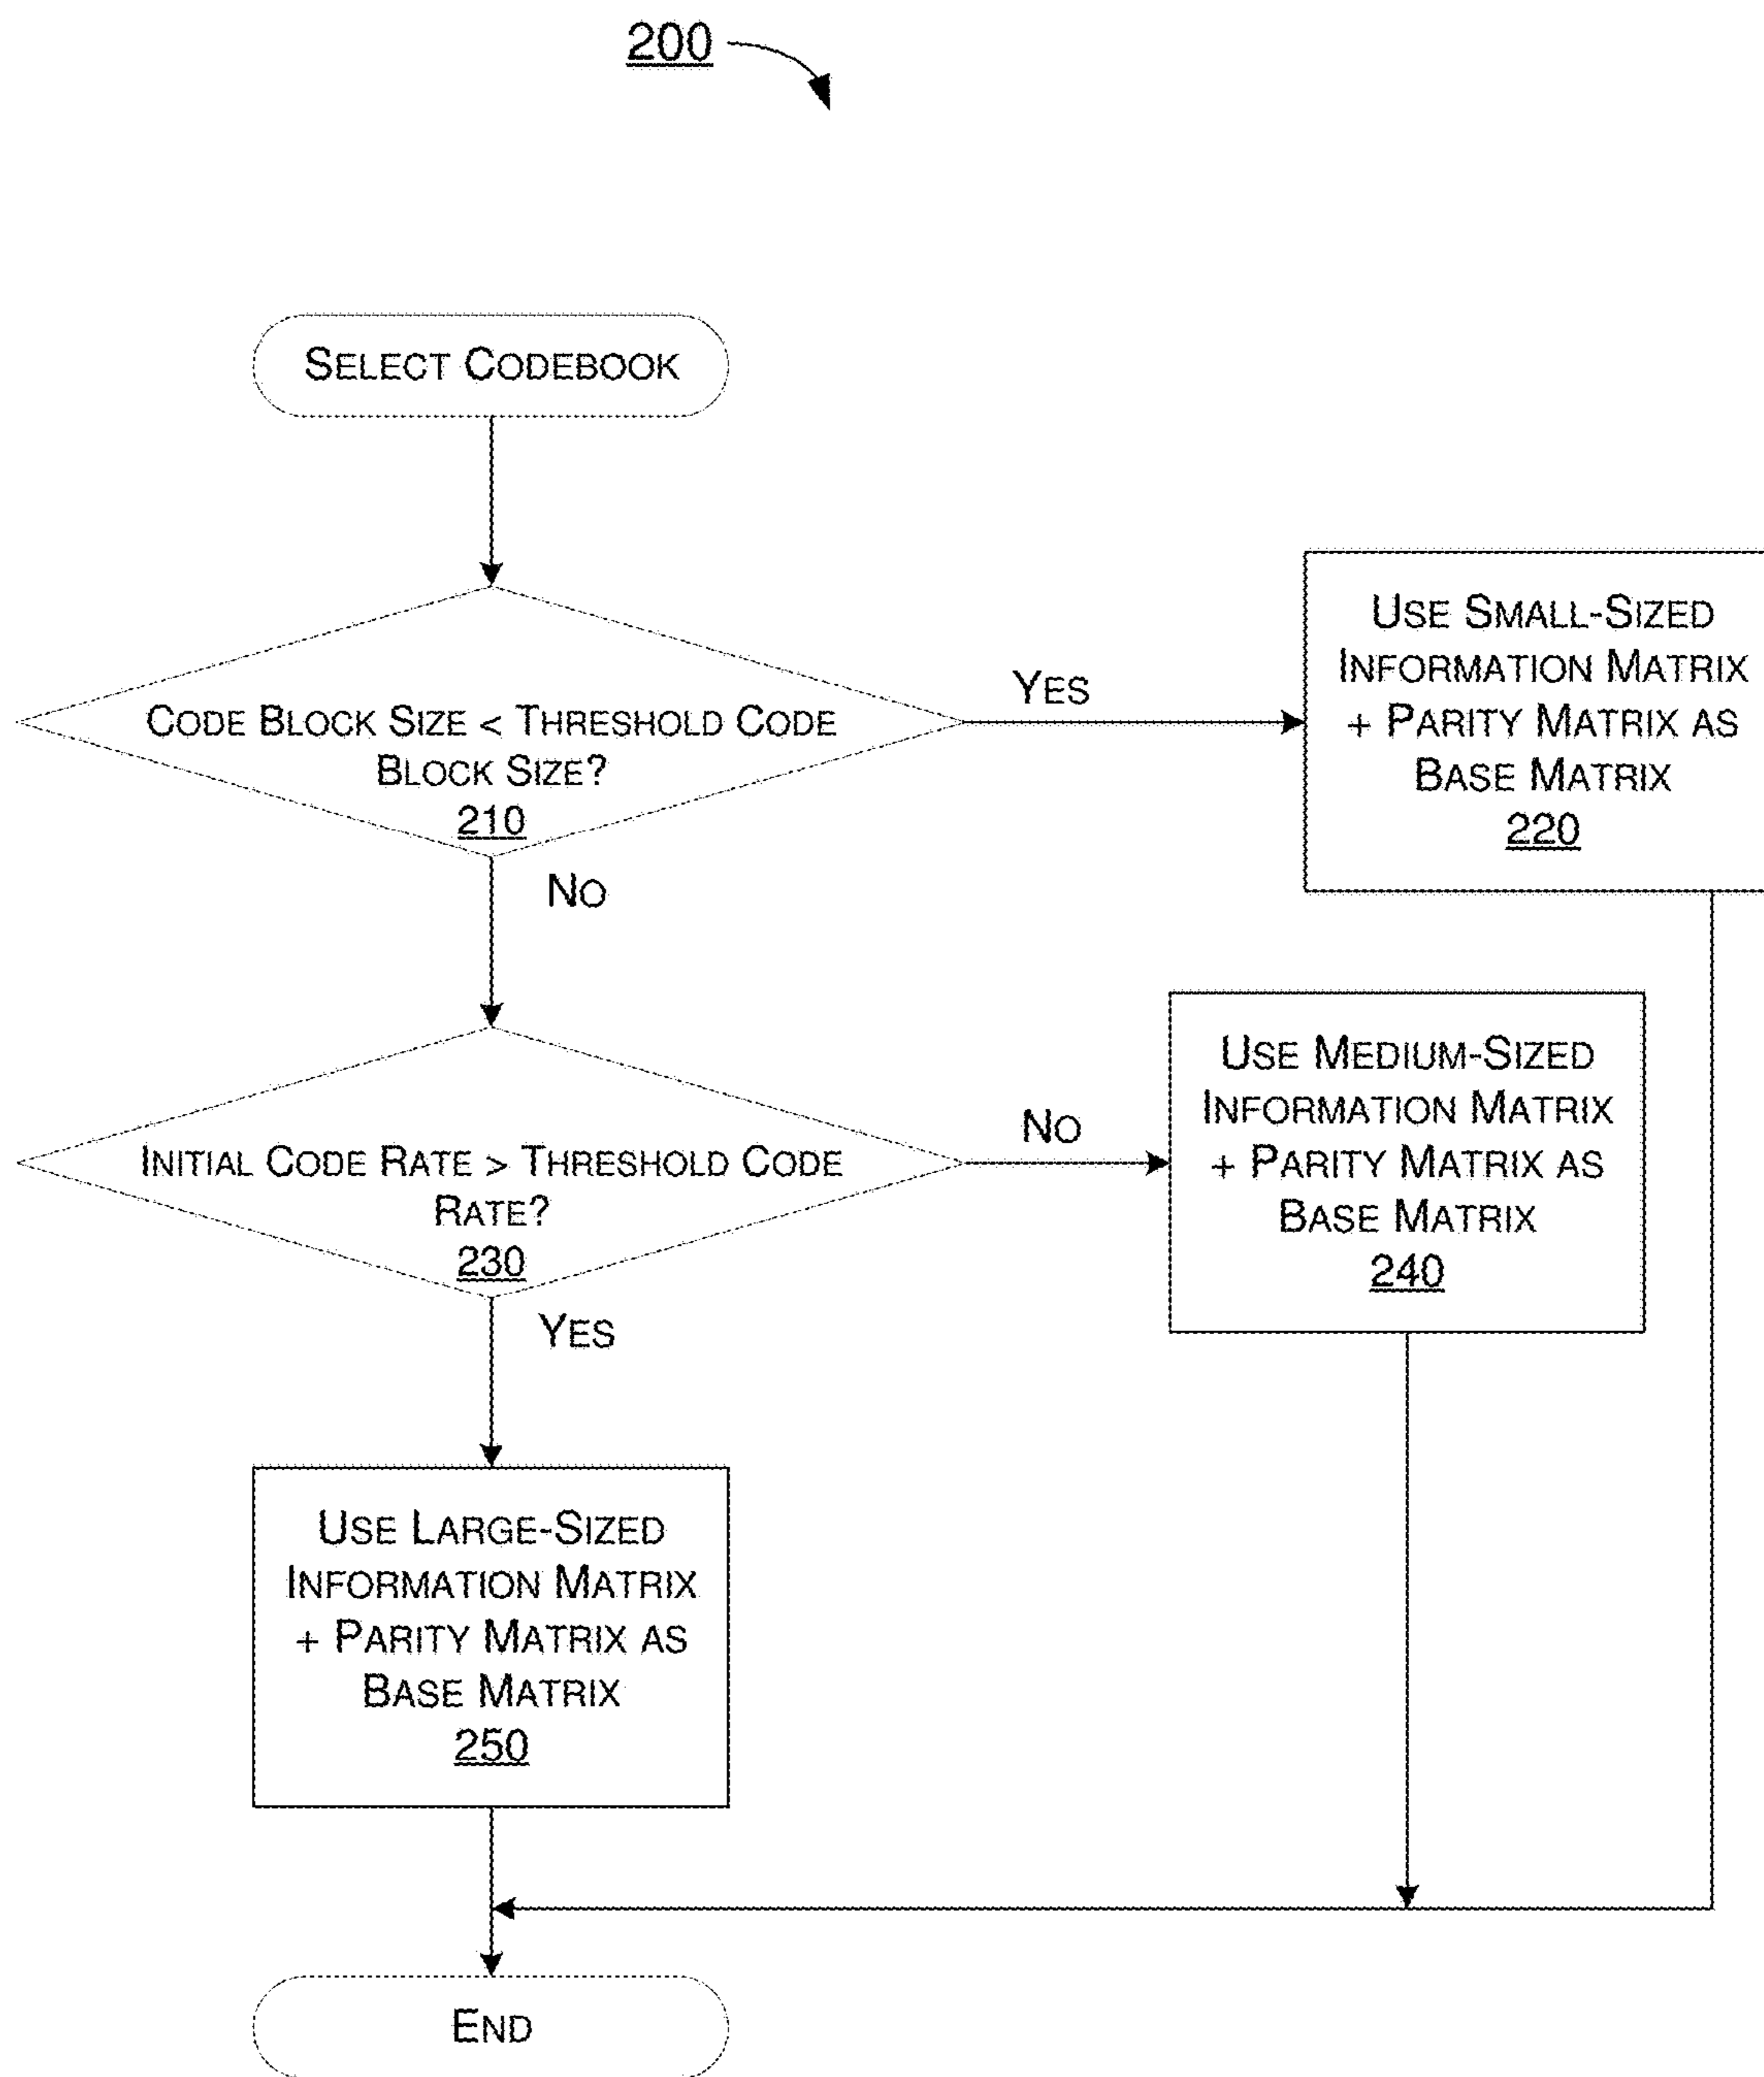 200
SELECT CODEBOOK
CODE BLOCK SIZE < THRESHOLD CODE
BLOCK SIZE?
210
YES
USE SMALL-SIZED
INFORMATION MATRIX
+ PARITY MATRIX AS
BASE MATRIX
220
NO
INITIAL CODE RATE > THRESHOLD CODE
RATE?
230
NO
USE MEDIUM-SIZED
INFORMATION MATRIX
+ PARITY MATRIX AS
BASE MATRIX
240
YES
USE LARGE-SIZED
INFORMATION MATRIX
+ PARITY MATRIX AS
BASE MATRIX
250
END